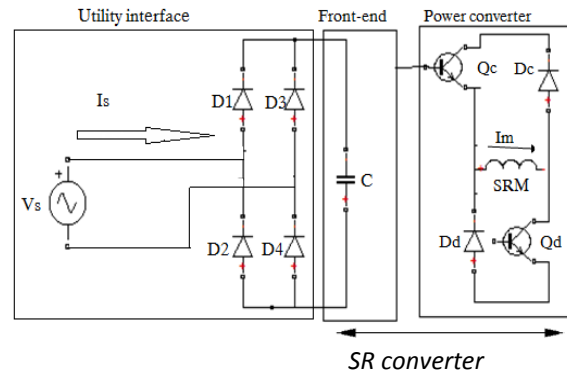 Utility interface
Front-end
Power converter
Is
D1
D3
Qc
Dc
Im
+
Vs
C
SRM
D2
D4
Dd
Qd
SR converter